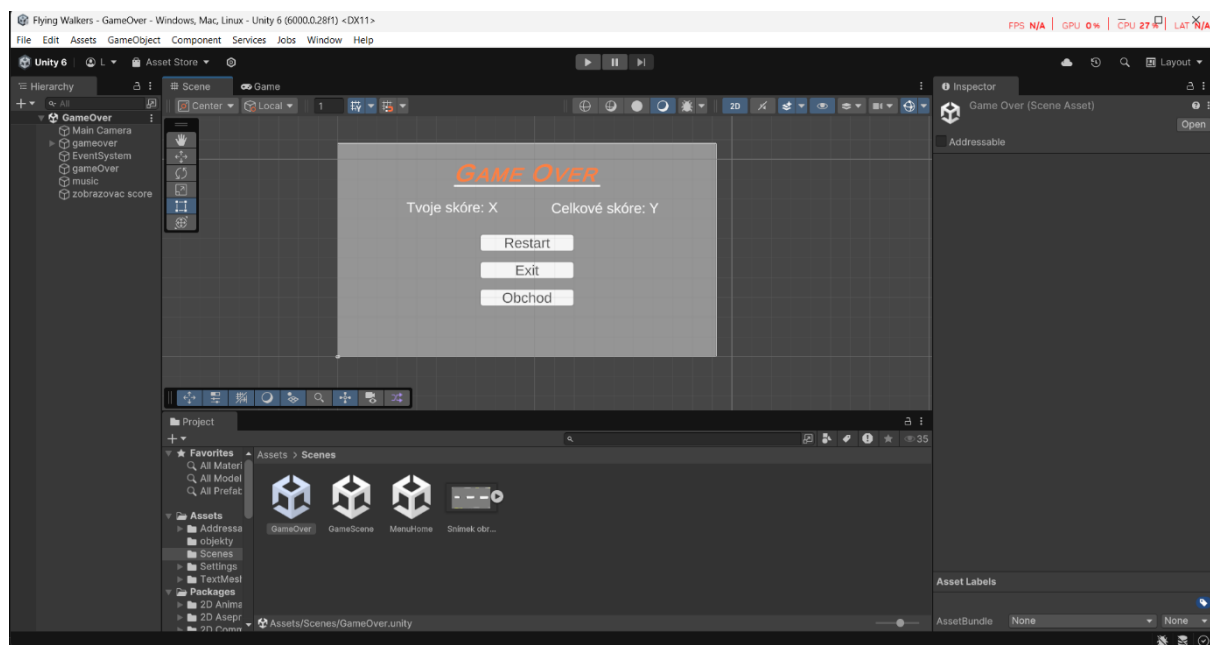 Flying Walkers - GameOver - Windows, Mac, Linux - Unity 6 (6000.0.28f1) <DX11>
FPS N/A GPU 0 % CPU 27 % LAT N/A
File Edit Assets GameObject Component Services Jobs Window Help
Unity 6 L Asset Store Layout
Hierarchy Scene Game Inspector
All Center Local 1 2D
GameOver
Main Camera
gameover
EventSystem
gameOver
music
zobrazovac score
Game Over (Scene Asset)
Open
Addressable
GAME OVER
Tvoje skóre: X Celkové skóre: Y
Restart
Exit
Obchod
Project
35
Favorites
All Materi
All Model
All Prefab
Assets
Addressa
objekty
Scenes
Settings
TextMesl
Packages
2D Anima
2D Asepr
2D Comm
Assets > Scenes
GameOver GameScene MenuHome Snímek obr...
Assets/Scenes/GameOver.unity
Asset Labels
AssetBundle None None